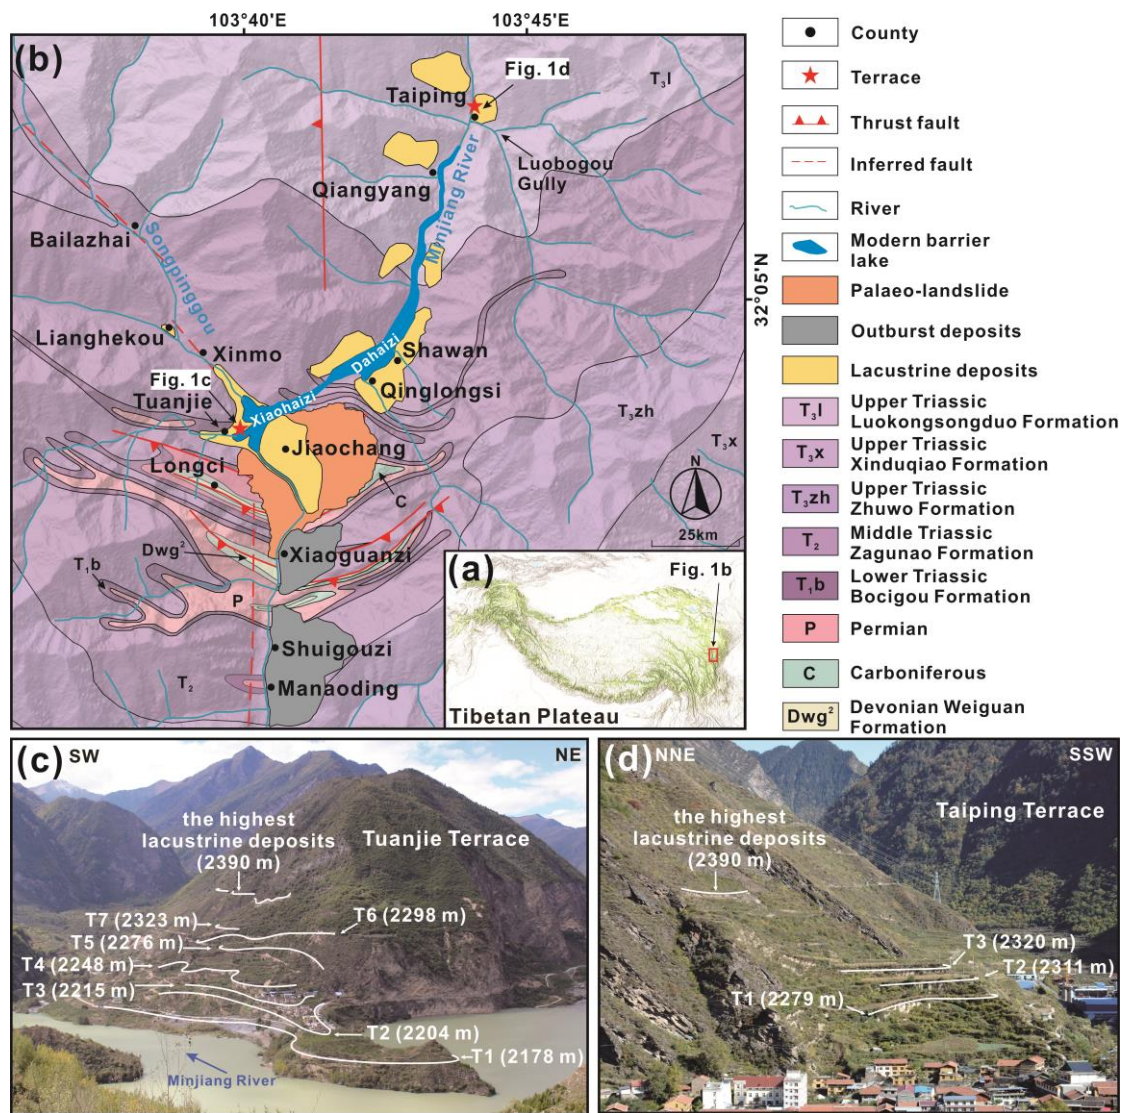 103°40'E
103°45'E
(b)
Fig. 1d
Taiping
T3l
Luobogou
Gully
Qiangyang
Minjiang River
Bailazhai
Songpinggou
32°05'N
Lianghekou
Xinmo
Shawan
Dahaizi
Fig. 1c
Qinglongsi
Tuanjie
Xiaohaizi
T3zh
T3x
Jiaochang
Longci
C
N
25km
Dwg²
Xiaoguanzi
T1b
P
Shuigouzi
T2
Manaoding
(a)
Fig. 1b
Tibetan Plateau
County
Terrace
Thrust fault
Inferred fault
River
Modern barrier
lake
Palaeo-landslide
Outburst deposits
Lacustrine deposits
T3l Upper Triassic
Luokongsongduo Formation
T3x Upper Triassic
Xinduqiao Formation
T3zh Upper Triassic
Zhuwo Formation
T2 Middle Triassic
Zagunao Formation
T1b Lower Triassic
Bocigou Formation
P Permian
C Carboniferous
Dwg² Devonian Weiguan
Formation
(c) SW
NE
the highest
lacustrine deposits
(2390 m)
Tuanjie Terrace
T7 (2323 m)
T6 (2298 m)
T5 (2276 m)
T4 (2248 m)
T3 (2215 m)
T2 (2204 m)
T1 (2178 m)
Minjiang River
(d) NNE
SSW
the highest
lacustrine deposits
(2390 m)
Taiping Terrace
T3 (2320 m)
T2 (2311 m)
T1 (2279 m)